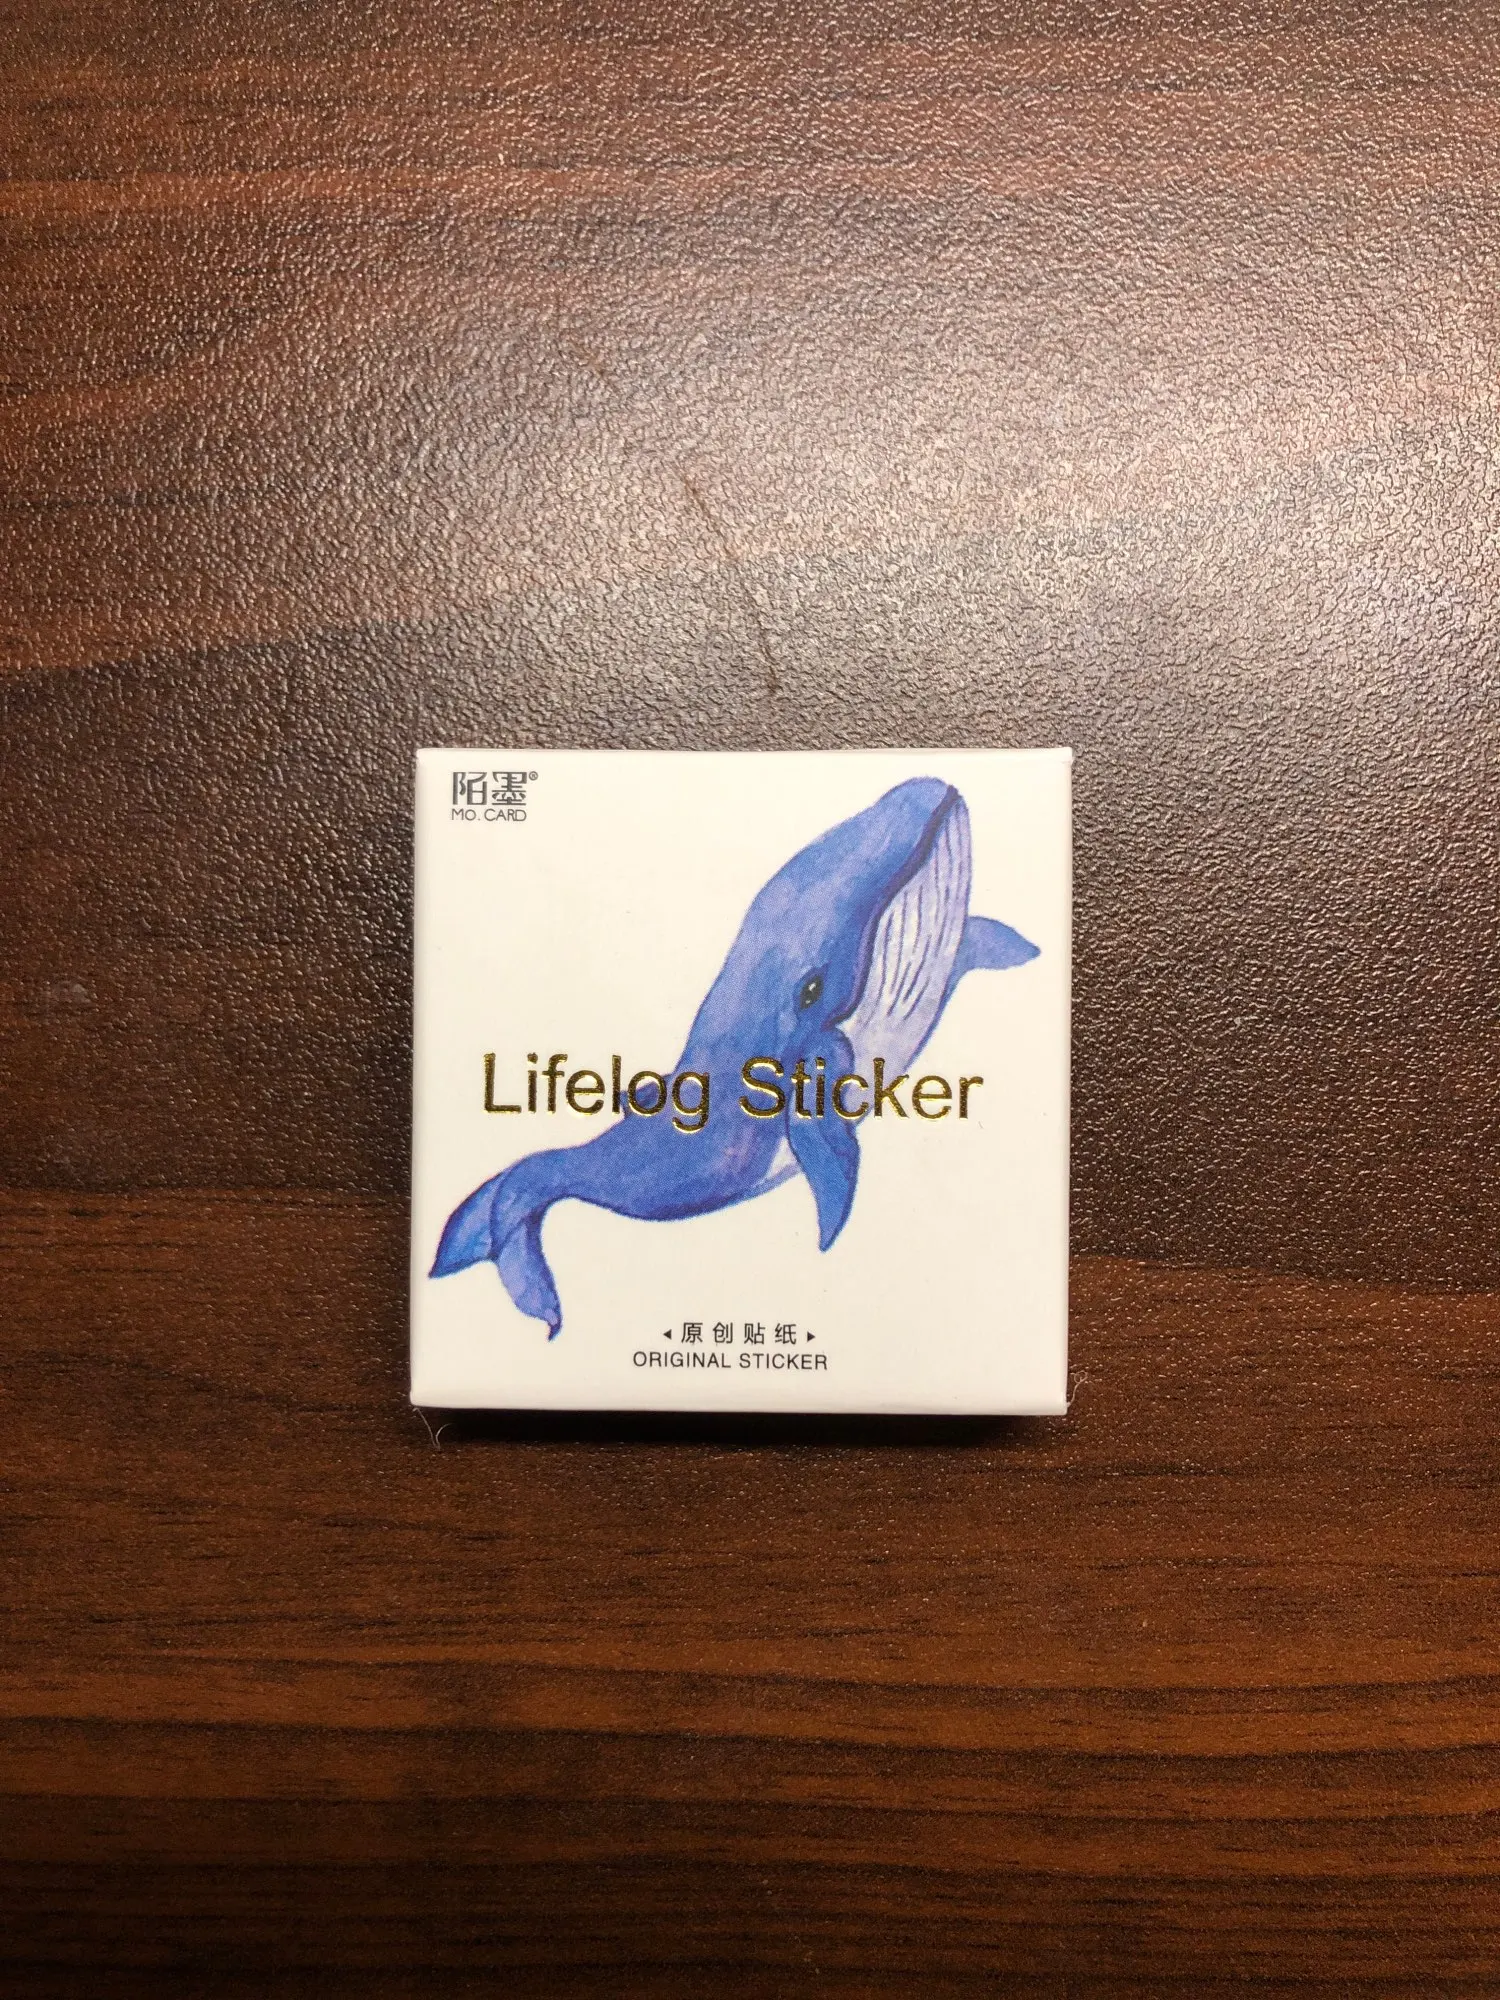 陌墨®
MO. CARD
Lifelog Sticker
◂ 原创贴纸 ▸
ORIGINAL STICKER